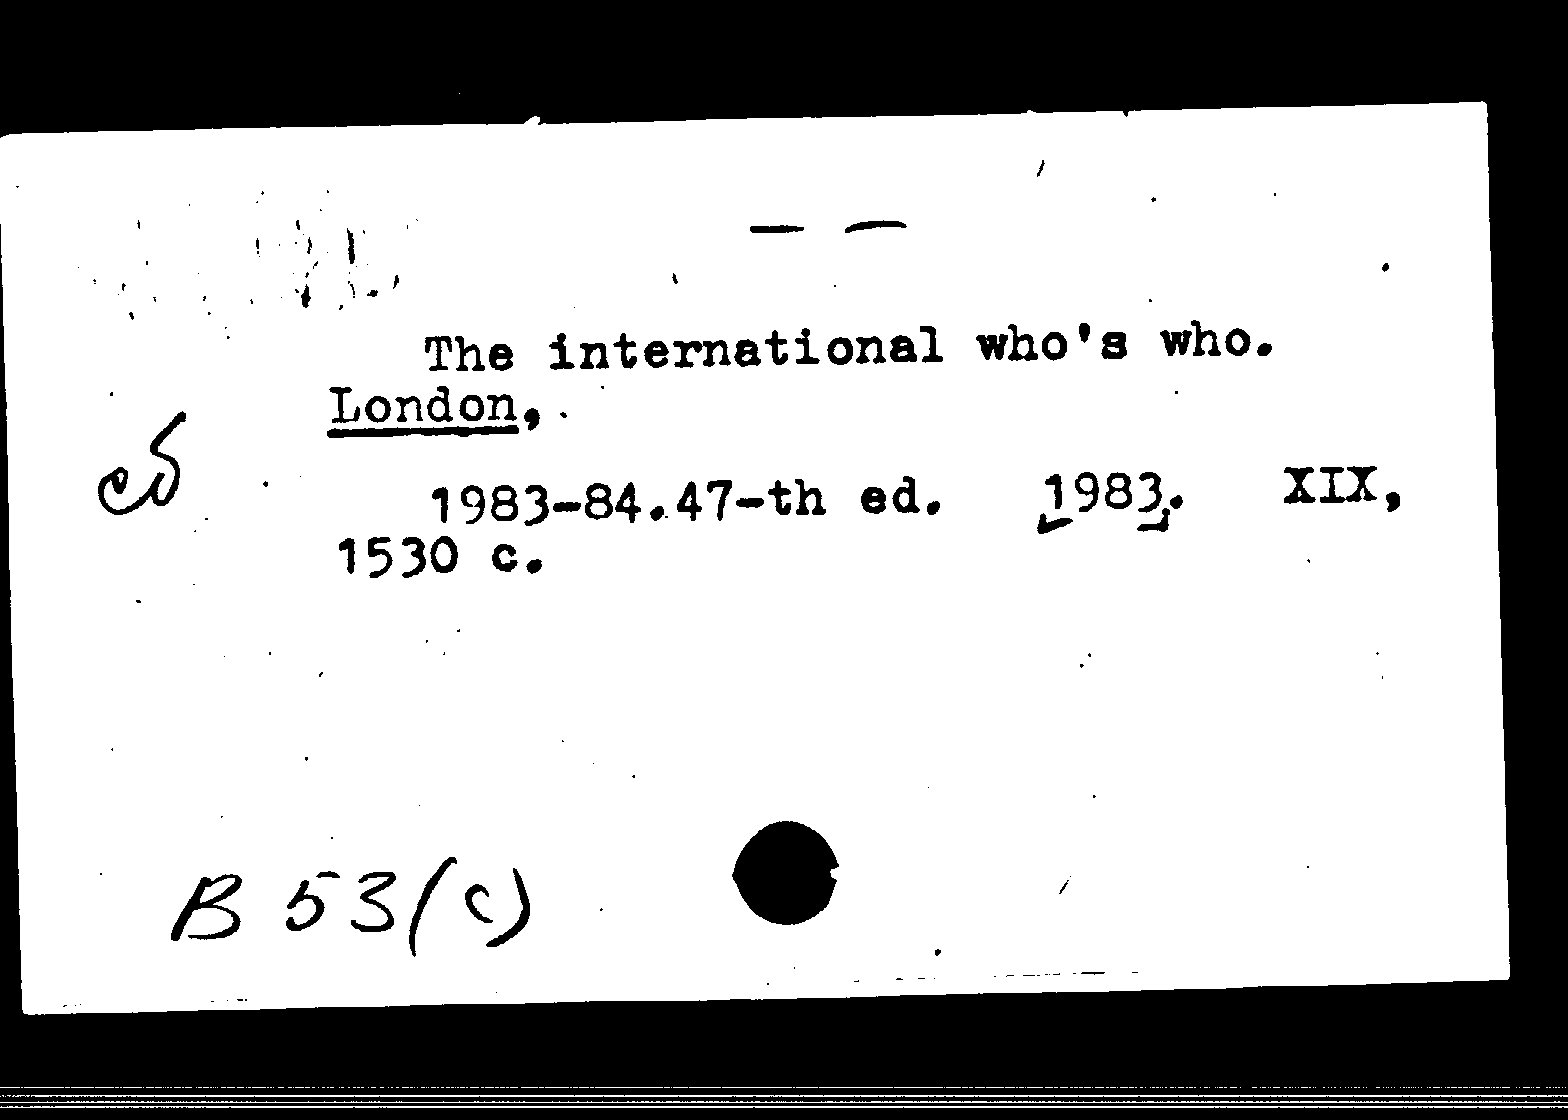 The international who's who.
London,
1983-84.47-th ed. 1983. XIX,
1530 c.
B 53(c)